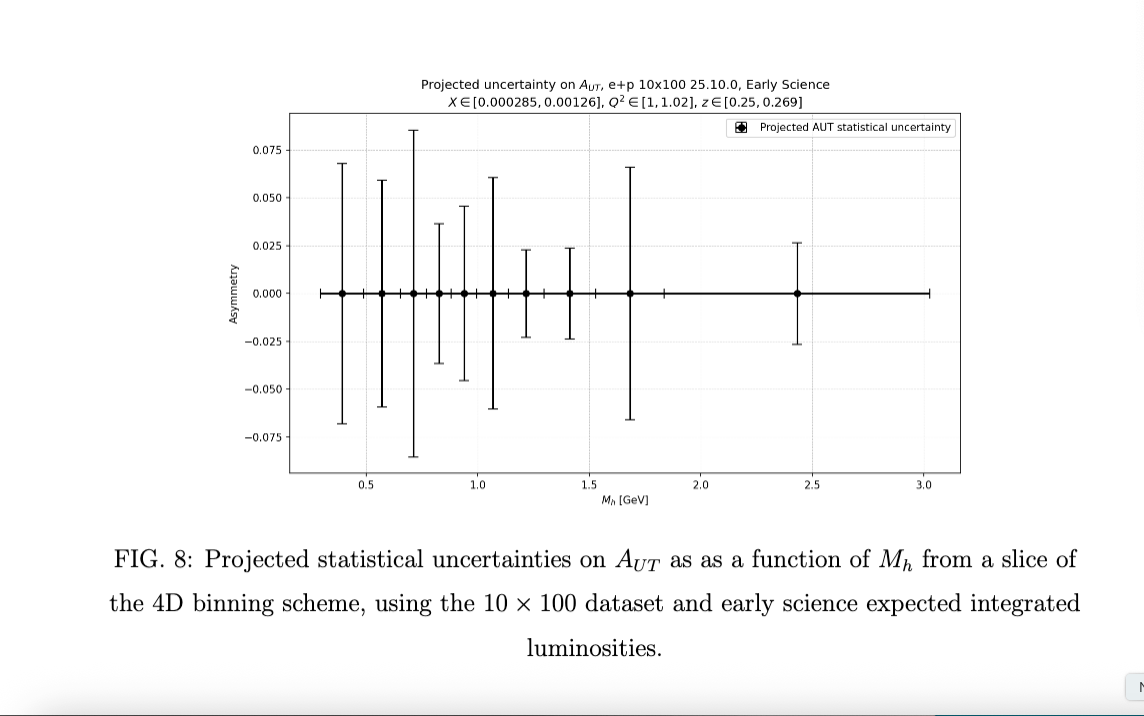 Projected uncertainty on A_UT, e+p 10x100 25.10.0, Early Science
X ∈ [0.000285, 0.00126], Q² ∈ [1, 1.02], z ∈ [0.25, 0.269]
Projected AUT statistical uncertainty
0.075
0.050
0.025
0.000
−0.025
−0.050
−0.075
Asymmetry
0.5 1.0 1.5 2.0 2.5 3.0
M_h [GeV]
FIG. 8: Projected statistical uncertainties on A_UT as as a function of M_h from a slice of
the 4D binning scheme, using the 10 × 100 dataset and early science expected integrated
luminosities.